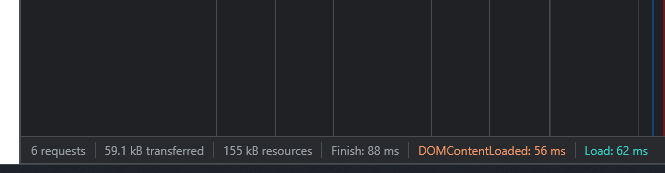 6 requests 59.1 kB transferred 155 kB resources Finish: 88 ms DOMContentLoaded: 56 ms Load: 62 ms